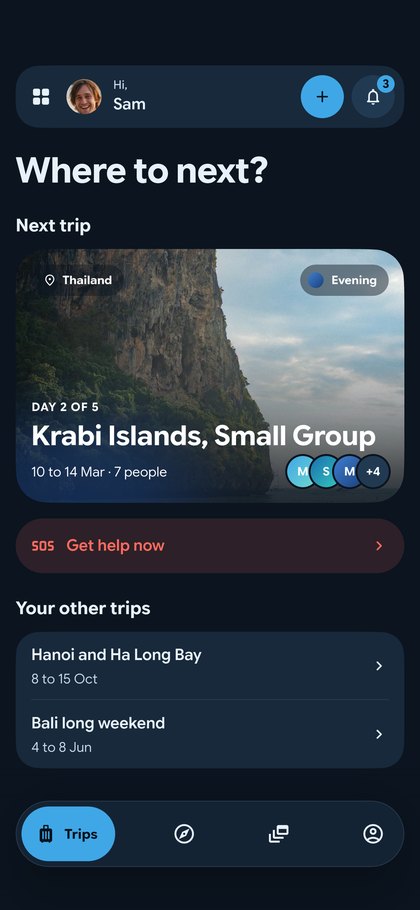 Hi,
Sam
3
Where to next?
Next trip
Thailand
Evening
DAY 2 OF 5
Krabi Islands, Small Group
10 to 14 Mar · 7 people
M S M +4
SOS Get help now
Your other trips
Hanoi and Ha Long Bay
8 to 15 Oct
Bali long weekend
4 to 8 Jun
Trips